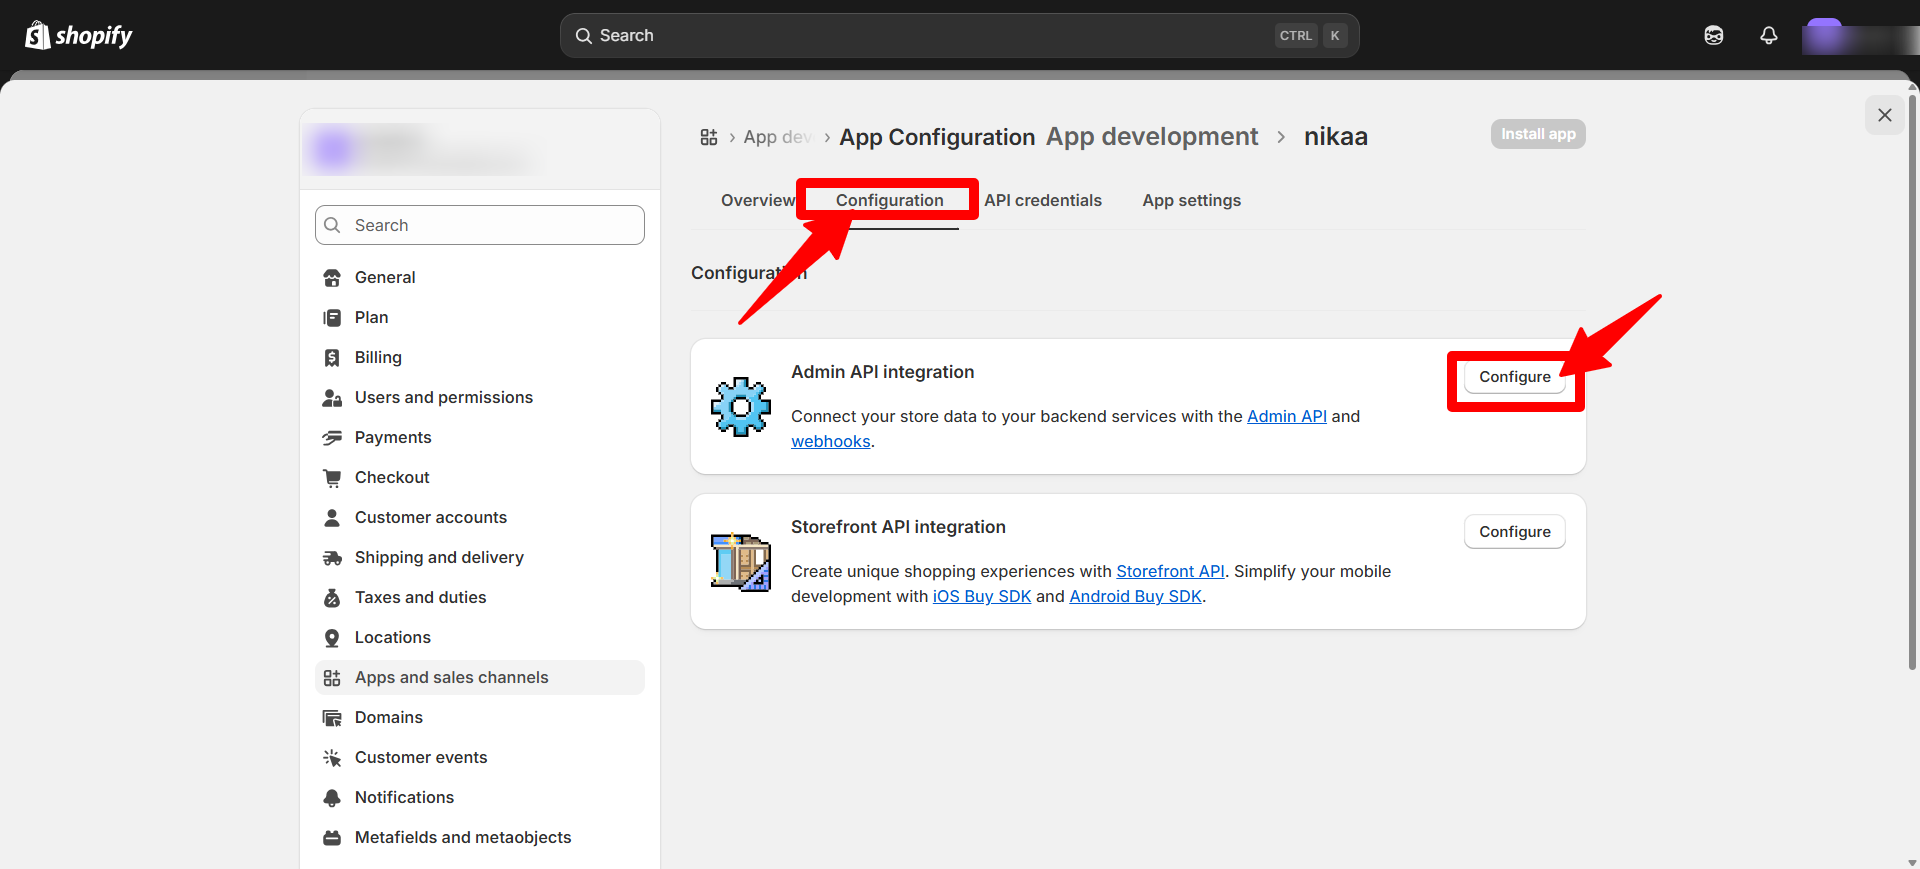 shopify
Search
CTRL K
App dev
App Configuration App development nikaa
Install app
Overview
Configuration
API credentials
App settings
Search
General
Plan
Billing
Users and permissions
Payments
Checkout
Customer accounts
Shipping and delivery
Taxes and duties
Locations
Apps and sales channels
Domains
Customer events
Notifications
Metafields and metaobjects
Configuration
Admin API integration
Configure
Connect your store data to your backend services with the Admin API and
webhooks.
Storefront API integration
Configure
Create unique shopping experiences with Storefront API. Simplify your mobile
development with iOS Buy SDK and Android Buy SDK.